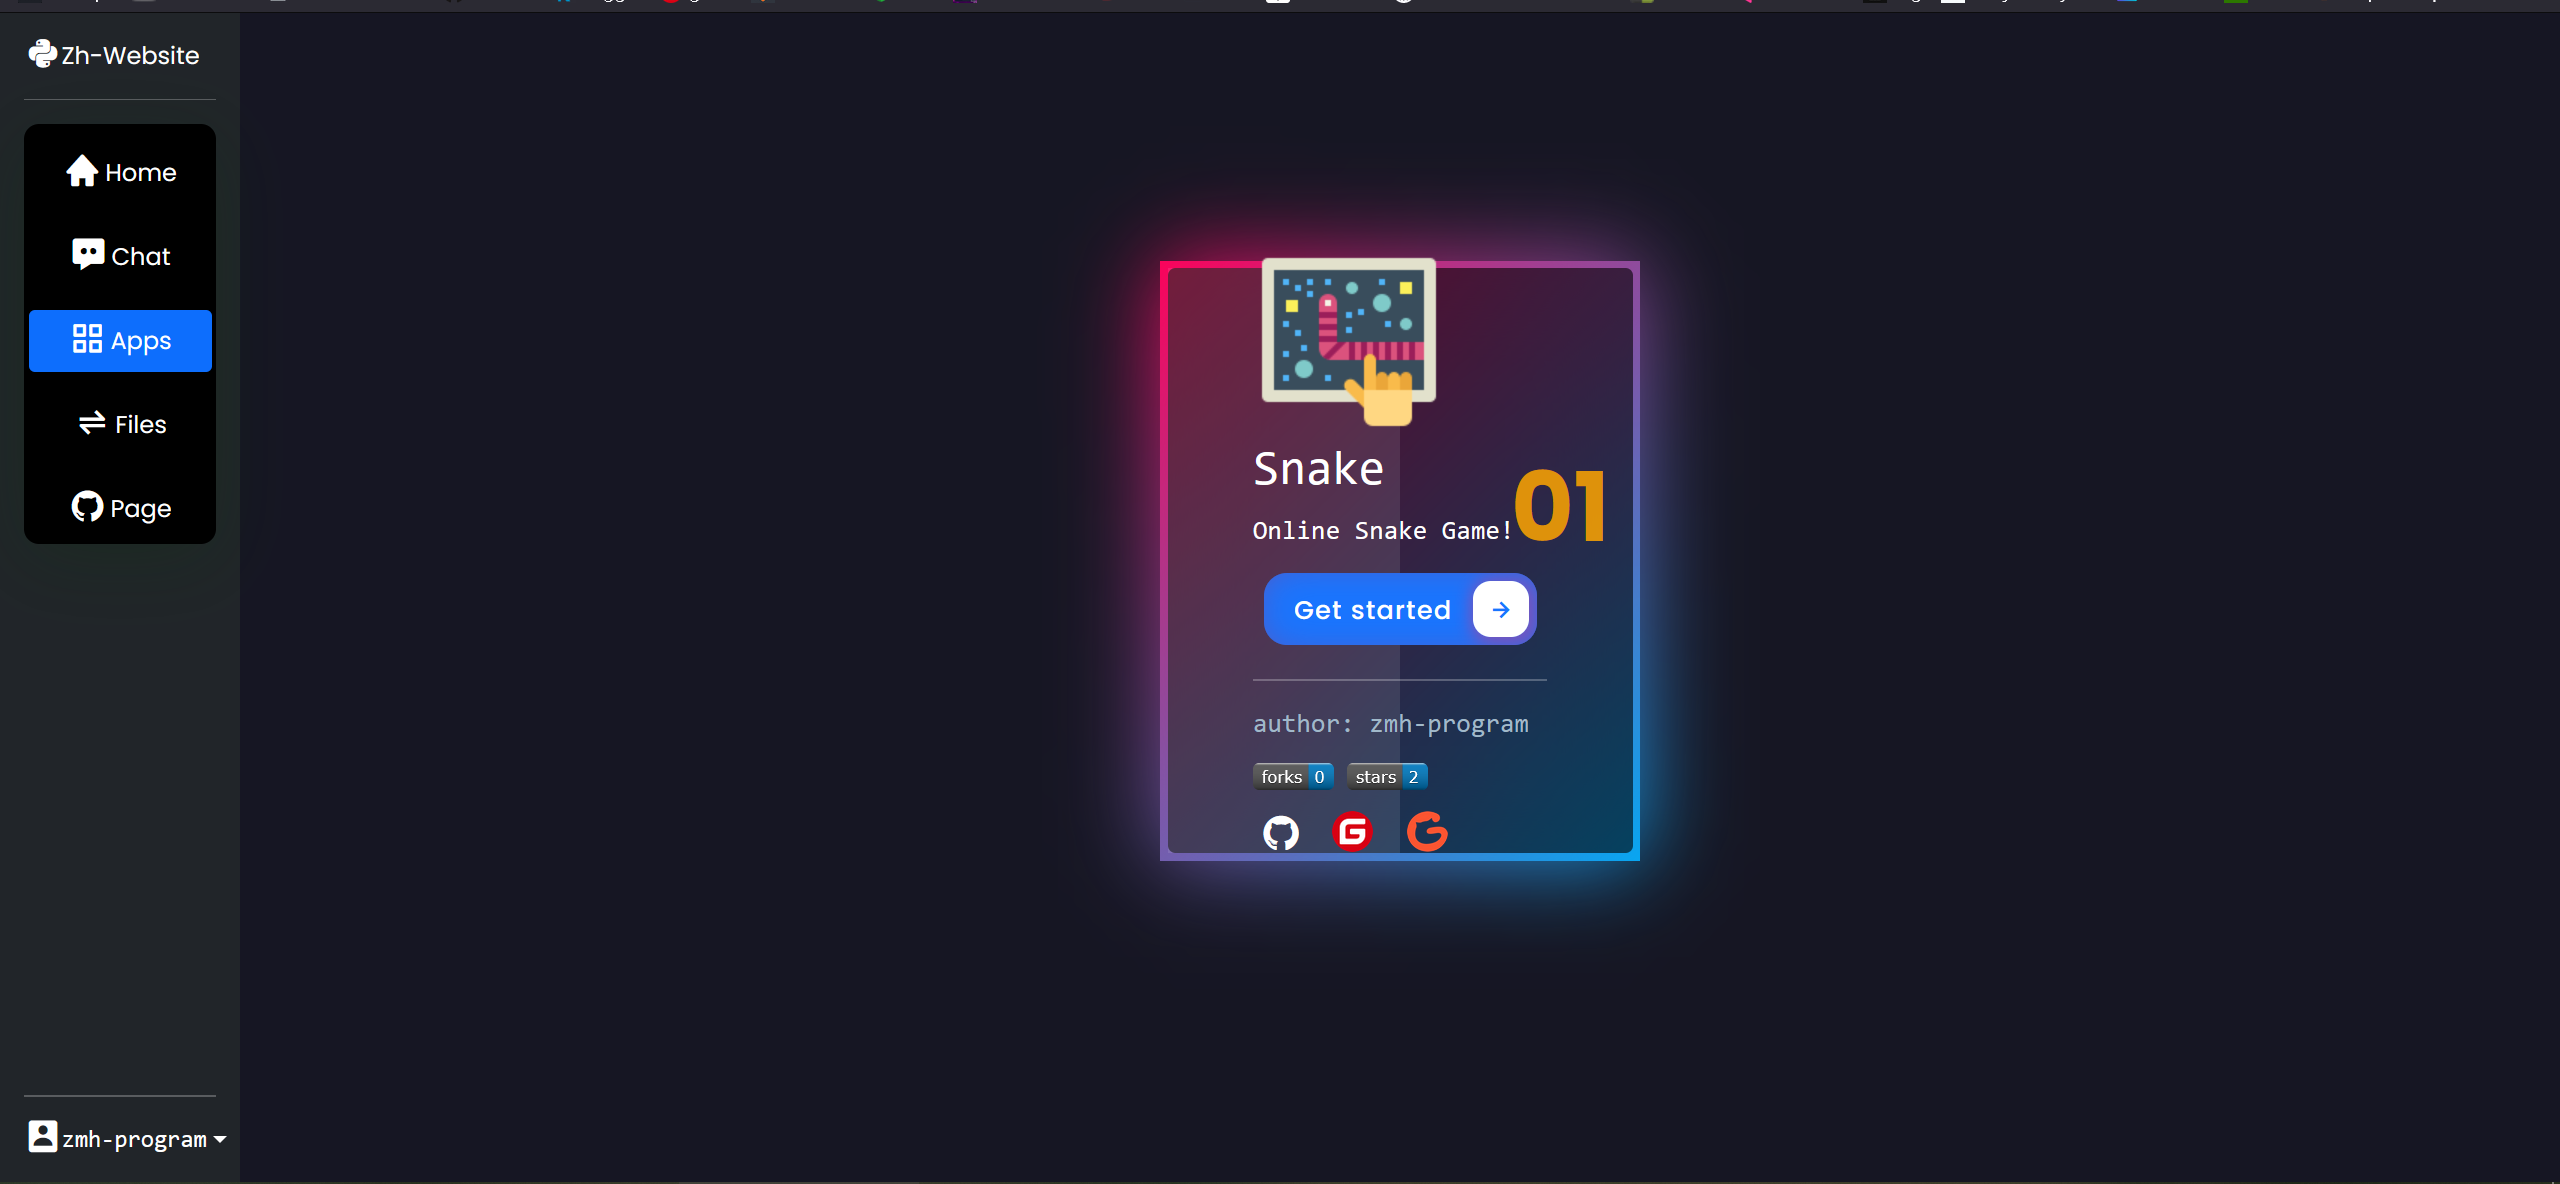 Zh-Website
Home
Chat
Apps
Files
Page
zmh-program
Snake
01
Online Snake Game!
Get started
author: zmh-program
forks 0
stars 2